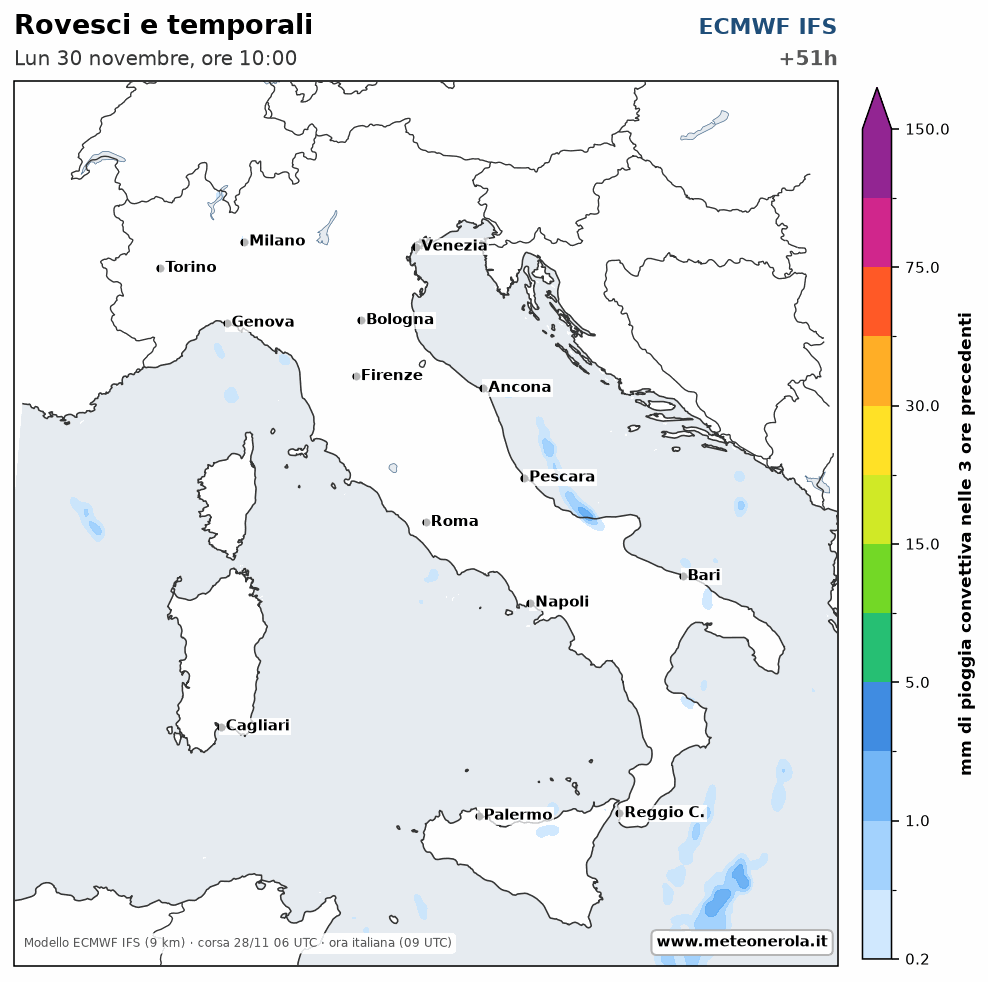 Rovesci e temporali
ECMWF IFS
Lun 30 novembre, ore 10:00
+51h
150.0
75.0
30.0
15.0
5.0
1.0
0.2
mm di pioggia convettiva nelle 3 ore precedenti
Milano
Venezia
Torino
Genova
Bologna
Firenze
Ancona
Pescara
Roma
Bari
Napoli
Cagliari
Palermo
Reggio C.
Modello ECMWF IFS (9 km) · corsa 28/11 06 UTC · ora italiana (09 UTC)
www.meteonerola.it